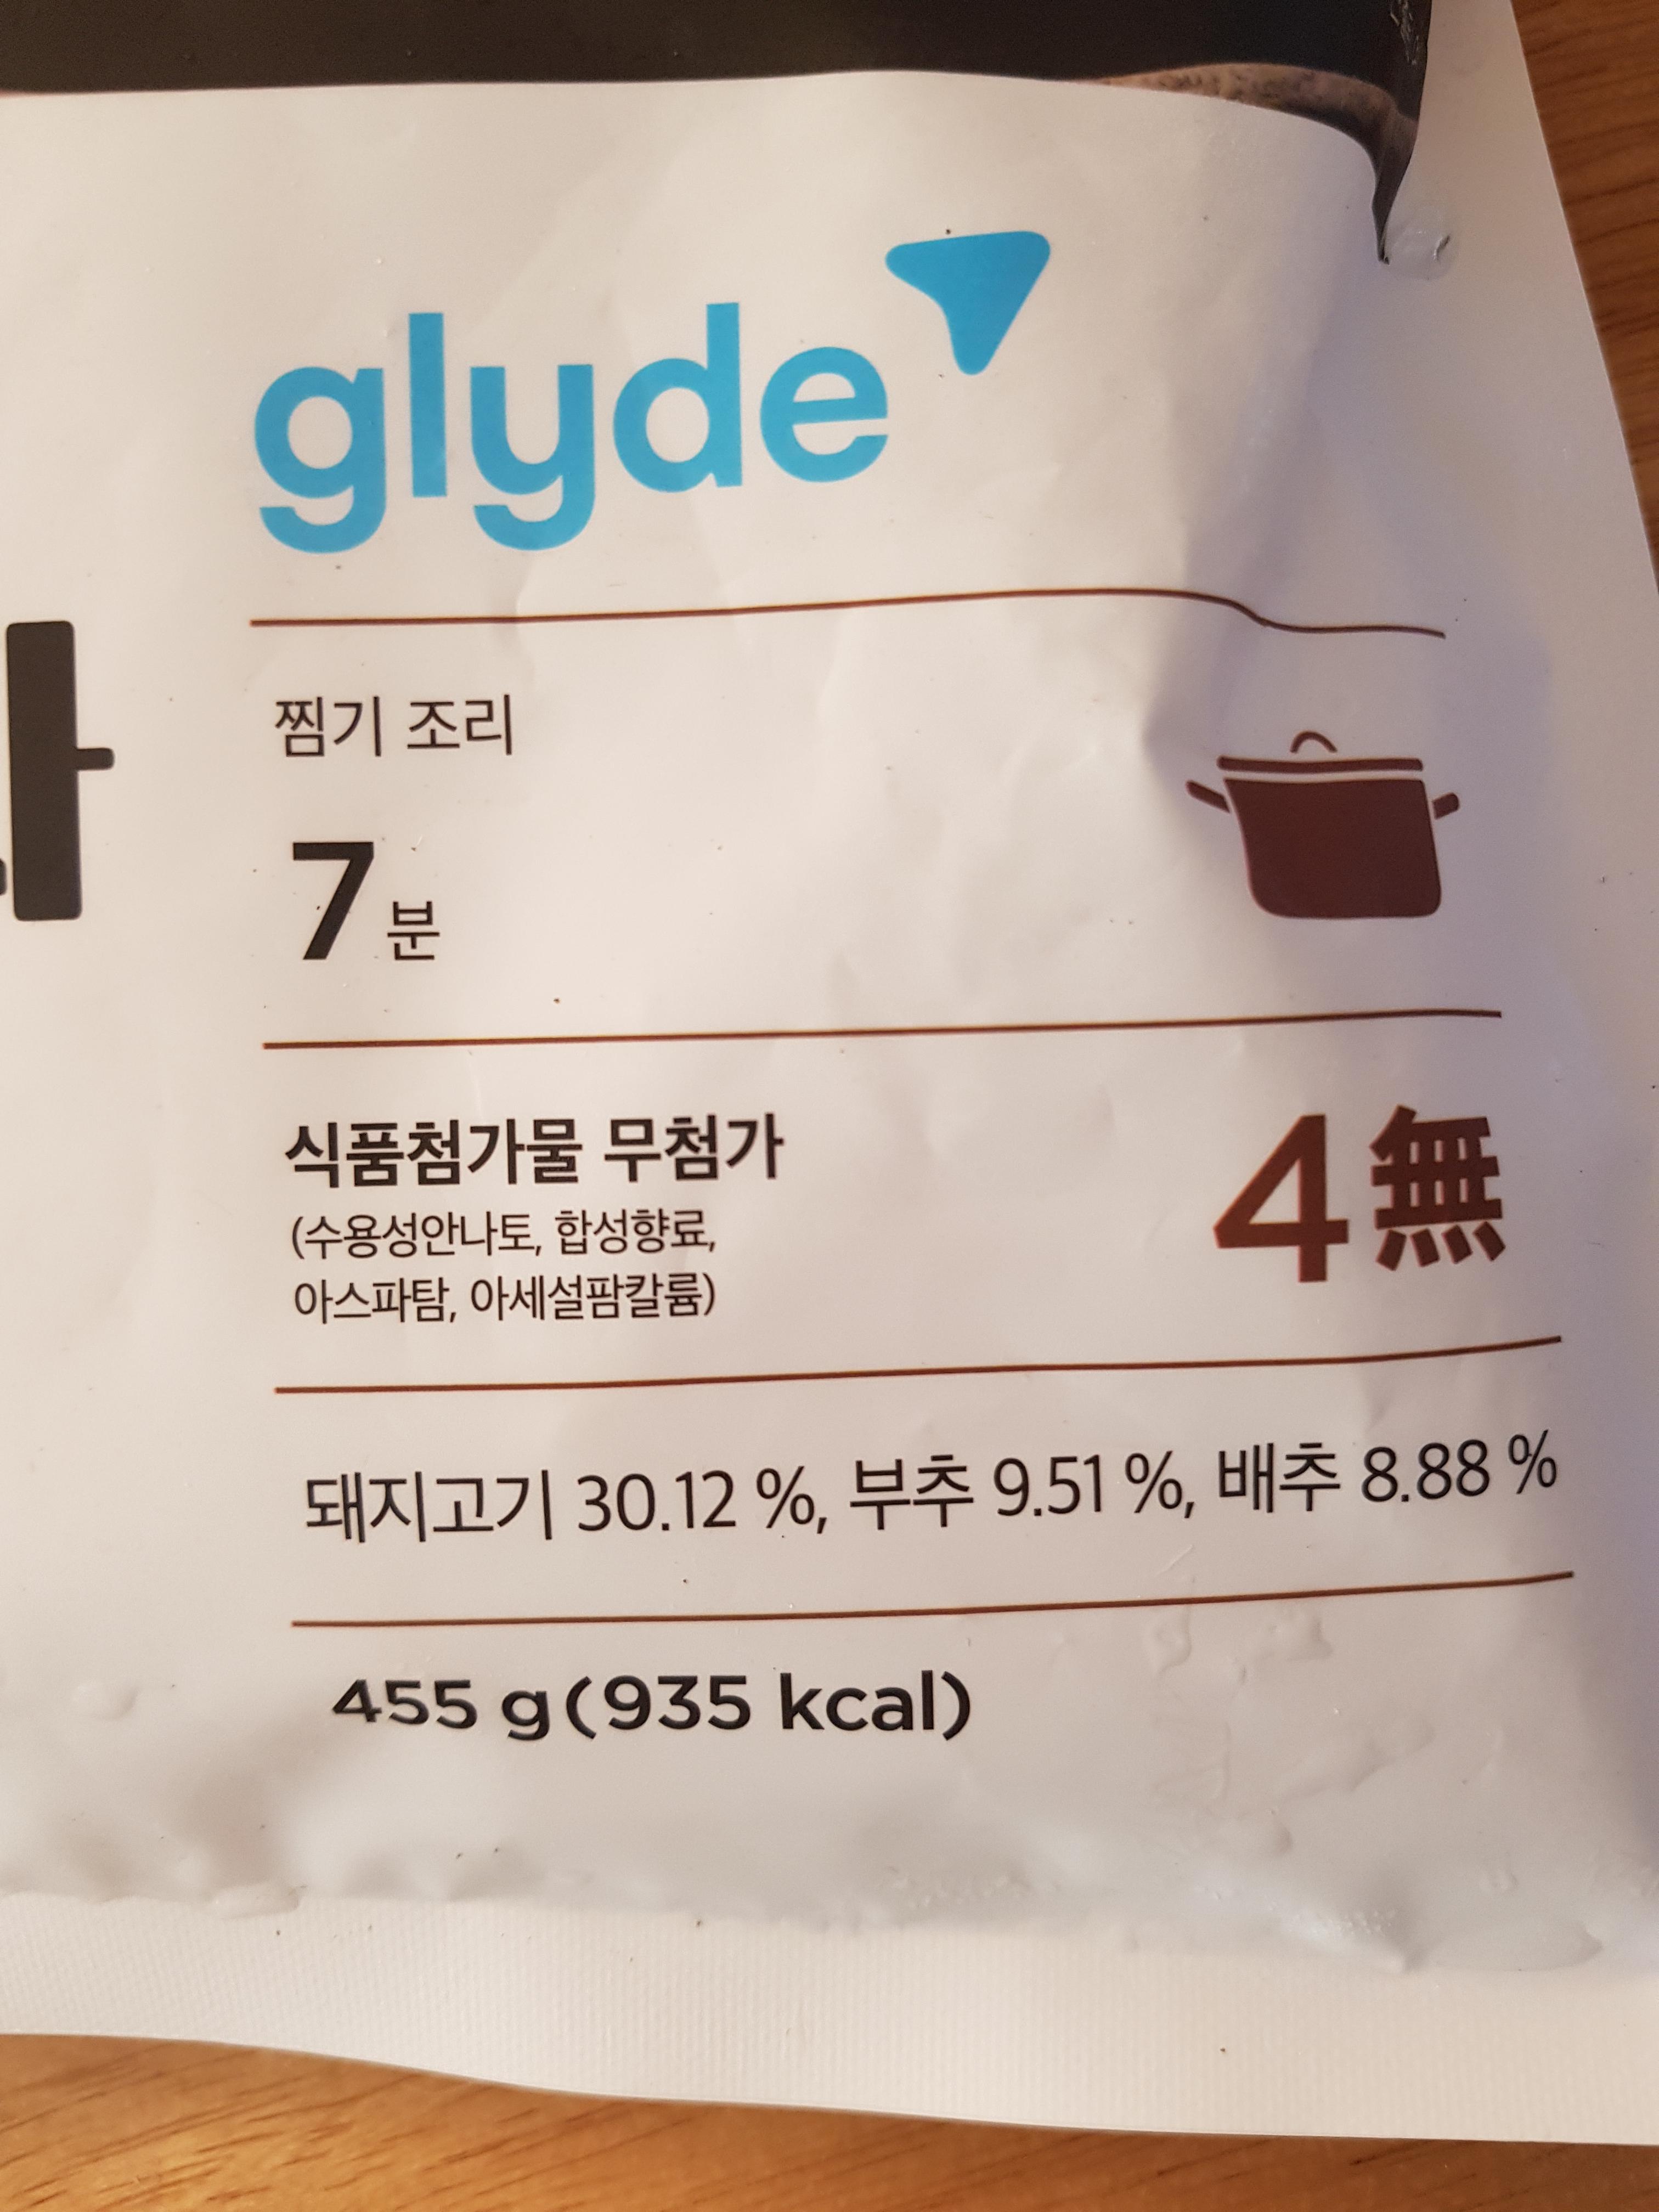 glyde
찜기 조리
7분
식품첨가물 무첨가
(수용성안나토, 합성향료,
아스파탐, 아세설팜칼륨)
4無
돼지고기 30.12 %, 부추 9.51 %, 배추 8.88 %
455 g(935 kcal)